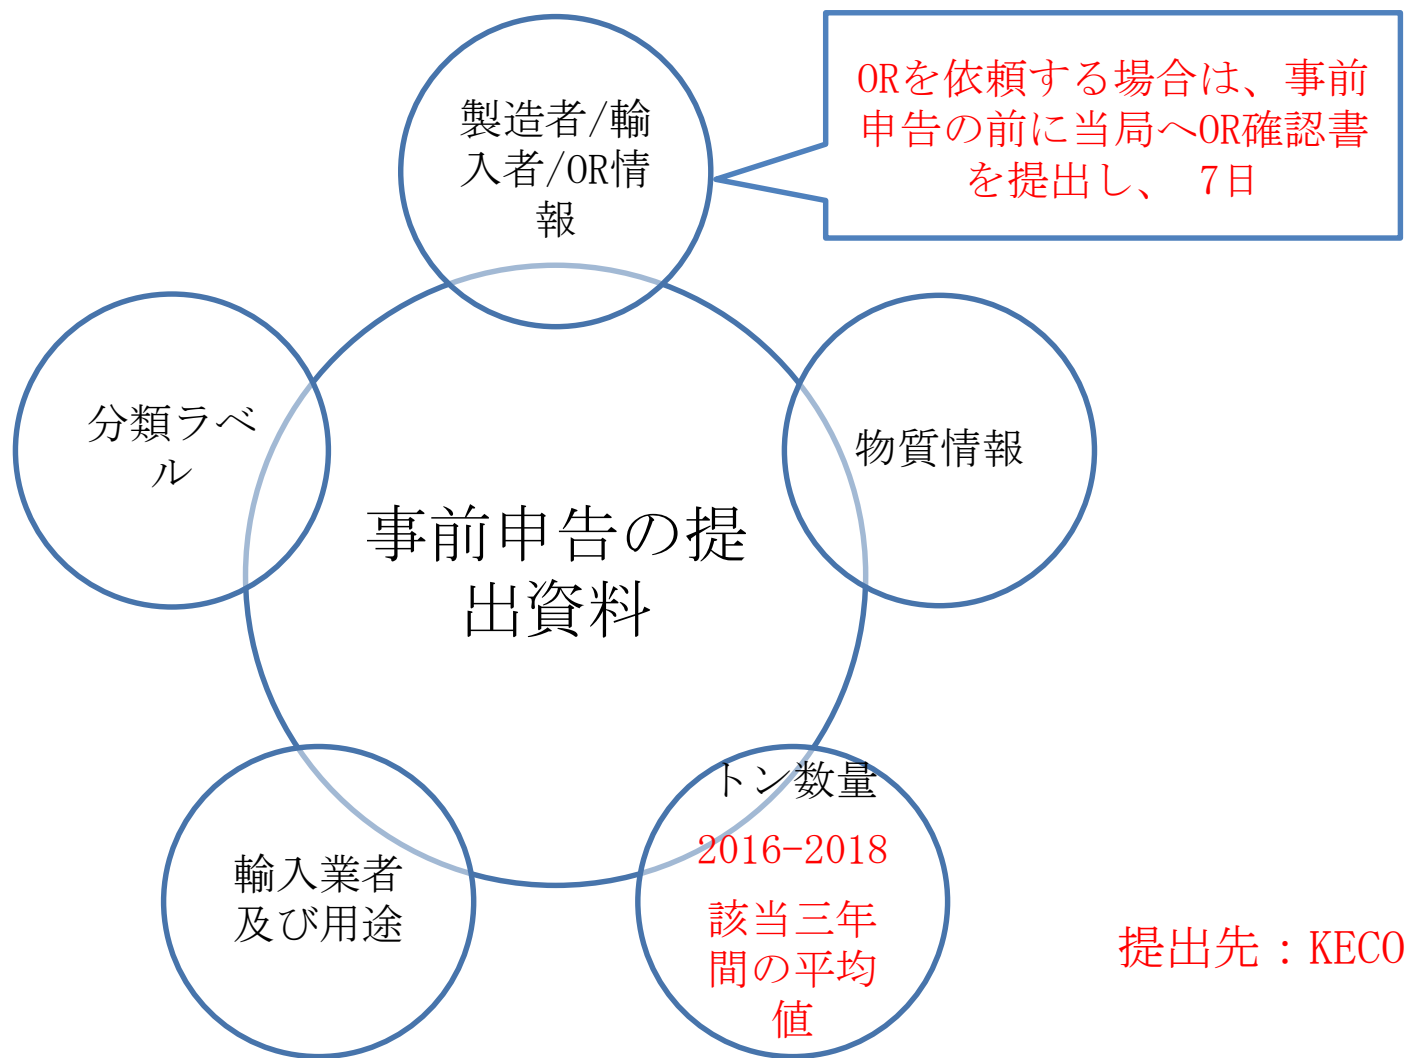 製造者/輸
入者/OR情
報
ORを依頼する場合は、事前
申告の前に当局へOR確認書
を提出し、 7日
分類ラベ
ル
物質情報
事前申告の提
出資料
輸入業者
及び用途
トン数量
2016-2018
該当三年
間の平均
値
提出先：KECO